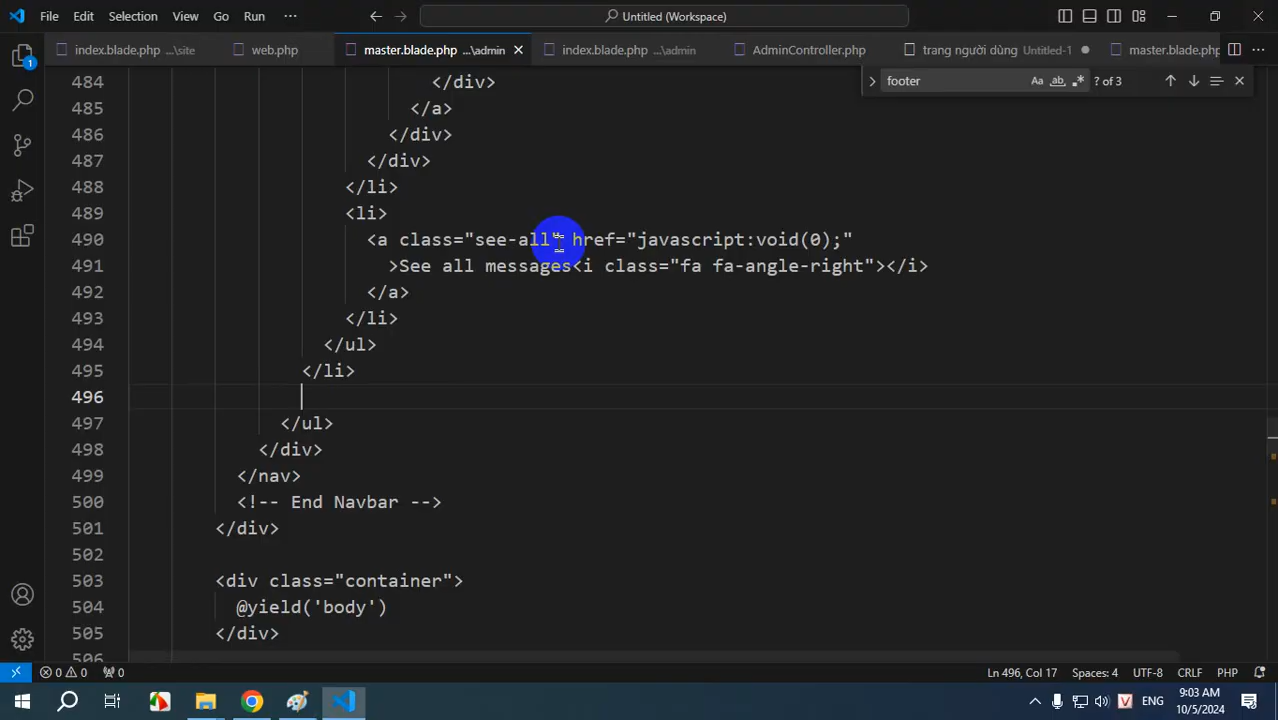 File Edit Selection View Go Run ··· Untitled (Workspace)
index.blade.php ...\site web.php master.blade.php ...\admin index.blade.php ...\admin AdminController.php trang người dùng Untitled-1 master.blade.php
footer Aa ab .* ? of 3
484 </div>
485 </a>
486 </div>
487 </div>
488 </li>
489 <li>
490 <a class="see-all" href="javascript:void(0);"
491 >See all messages<i class="fa fa-angle-right"></i>
492 </a>
493 </li>
494 </ul>
495 </li>
496
497 </ul>
498 </div>
499 </nav>
500 <!-- End Navbar -->
501 </div>
502
503 <div class="container">
504 @yield('body')
505 </div>
506
0 0 0 Ln 496, Col 17 Spaces: 4 UTF-8 CRLF PHP
V ENG 9:03 AM
10/5/2024
1